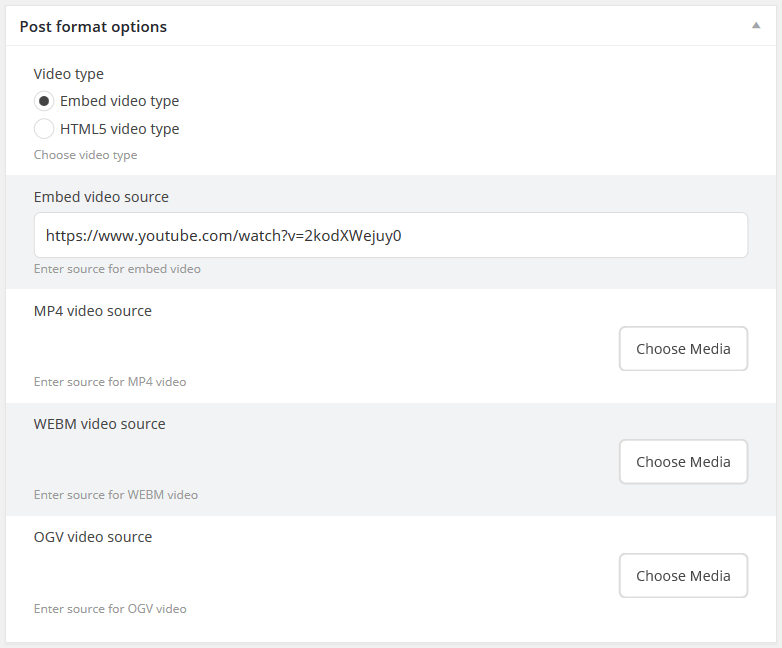 Post format options
Video type
Embed video type
HTML5 video type
Choose video type
Embed video source
https://www.youtube.com/watch?v=2kodXWejuy0
Enter source for embed video
MP4 video source
Choose Media
Enter source for MP4 video
WEBM video source
Choose Media
Enter source for WEBM video
OGV video source
Choose Media
Enter source for OGV video